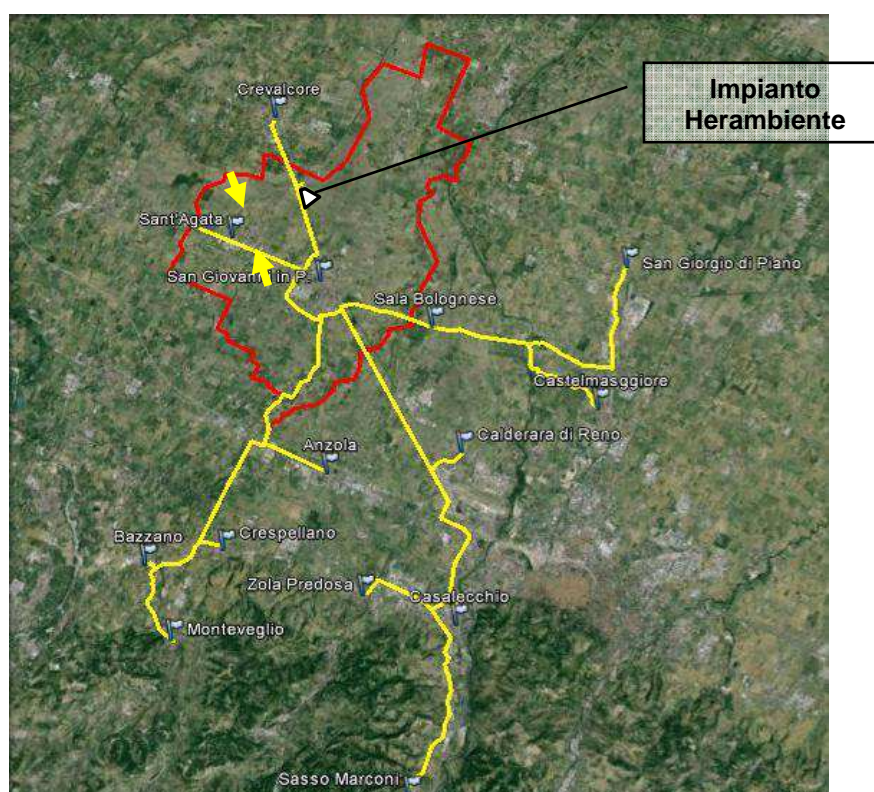 Crevalcore
Impianto
Herambiente
Sant'Agata
San Giovanni in P.
San Giorgio di Piano
Sala Bolognese
Castelmasggiore
Calderara di Reno
Anzola
Bazzano
Crespellano
Zola Predosa
Casalecchio
Monteveglio
Sasso Marconi